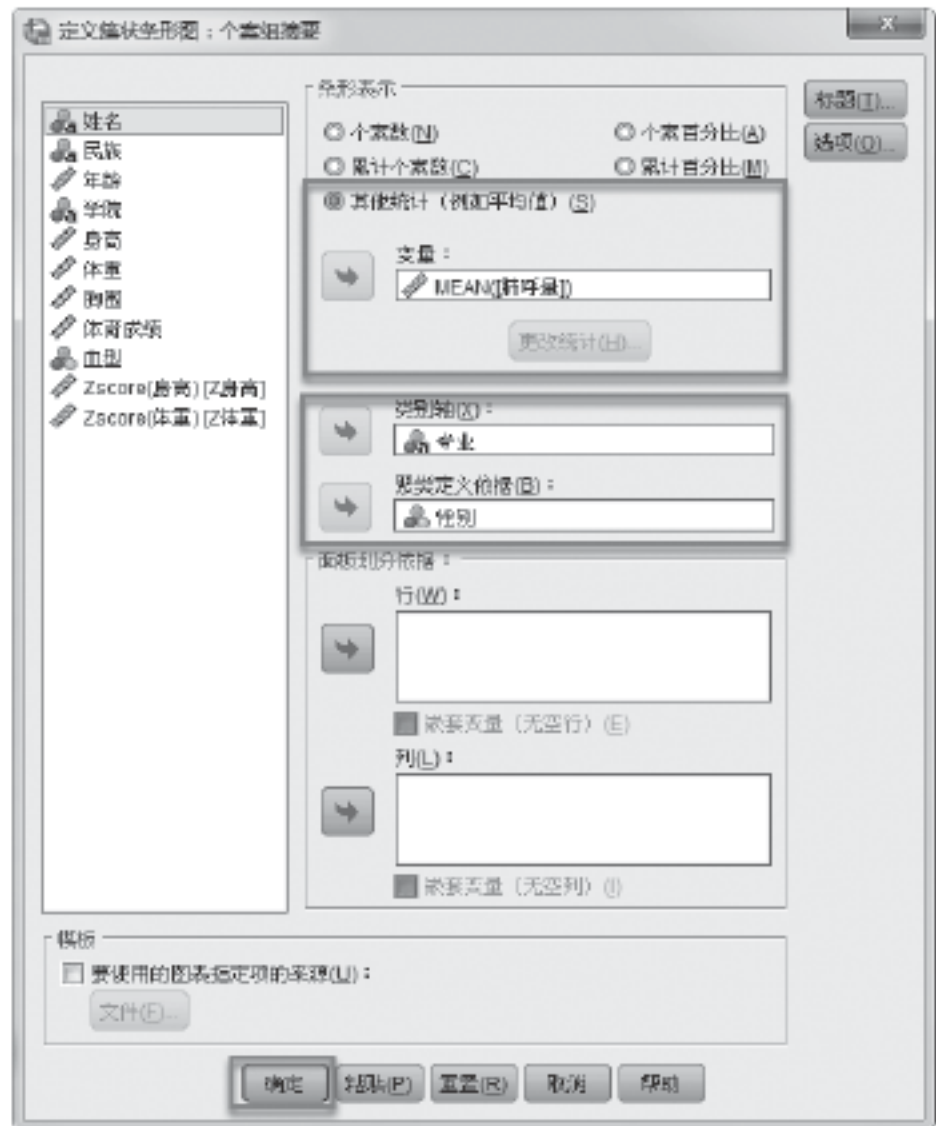 定义簇状条形图：个案组摘要
姓名
民族
年龄
学院
身高
体重
胸围
体育成绩
血型
Zscore(身高) [Z身高]
Zscore(体重) [Z体重]
条形表示
个案数(N)
个案百分比(A)
累计个案数(C)
累计百分比(M)
其他统计（例如平均值）(S)
变量：
MEAN([肺呼量])
更改统计(H)...
类别轴(X)：
专业
聚类定义依据(B)：
性别
面板划分依据：
行(W)：
嵌套变量（无空行）(E)
列(L)：
嵌套变量（无空列）(I)
标题(T)...
选项(O)...
模板
要使用的图表指定项的来源(U)：
文件(F)...
确定
粘贴(P)
重置(R)
取消
帮助